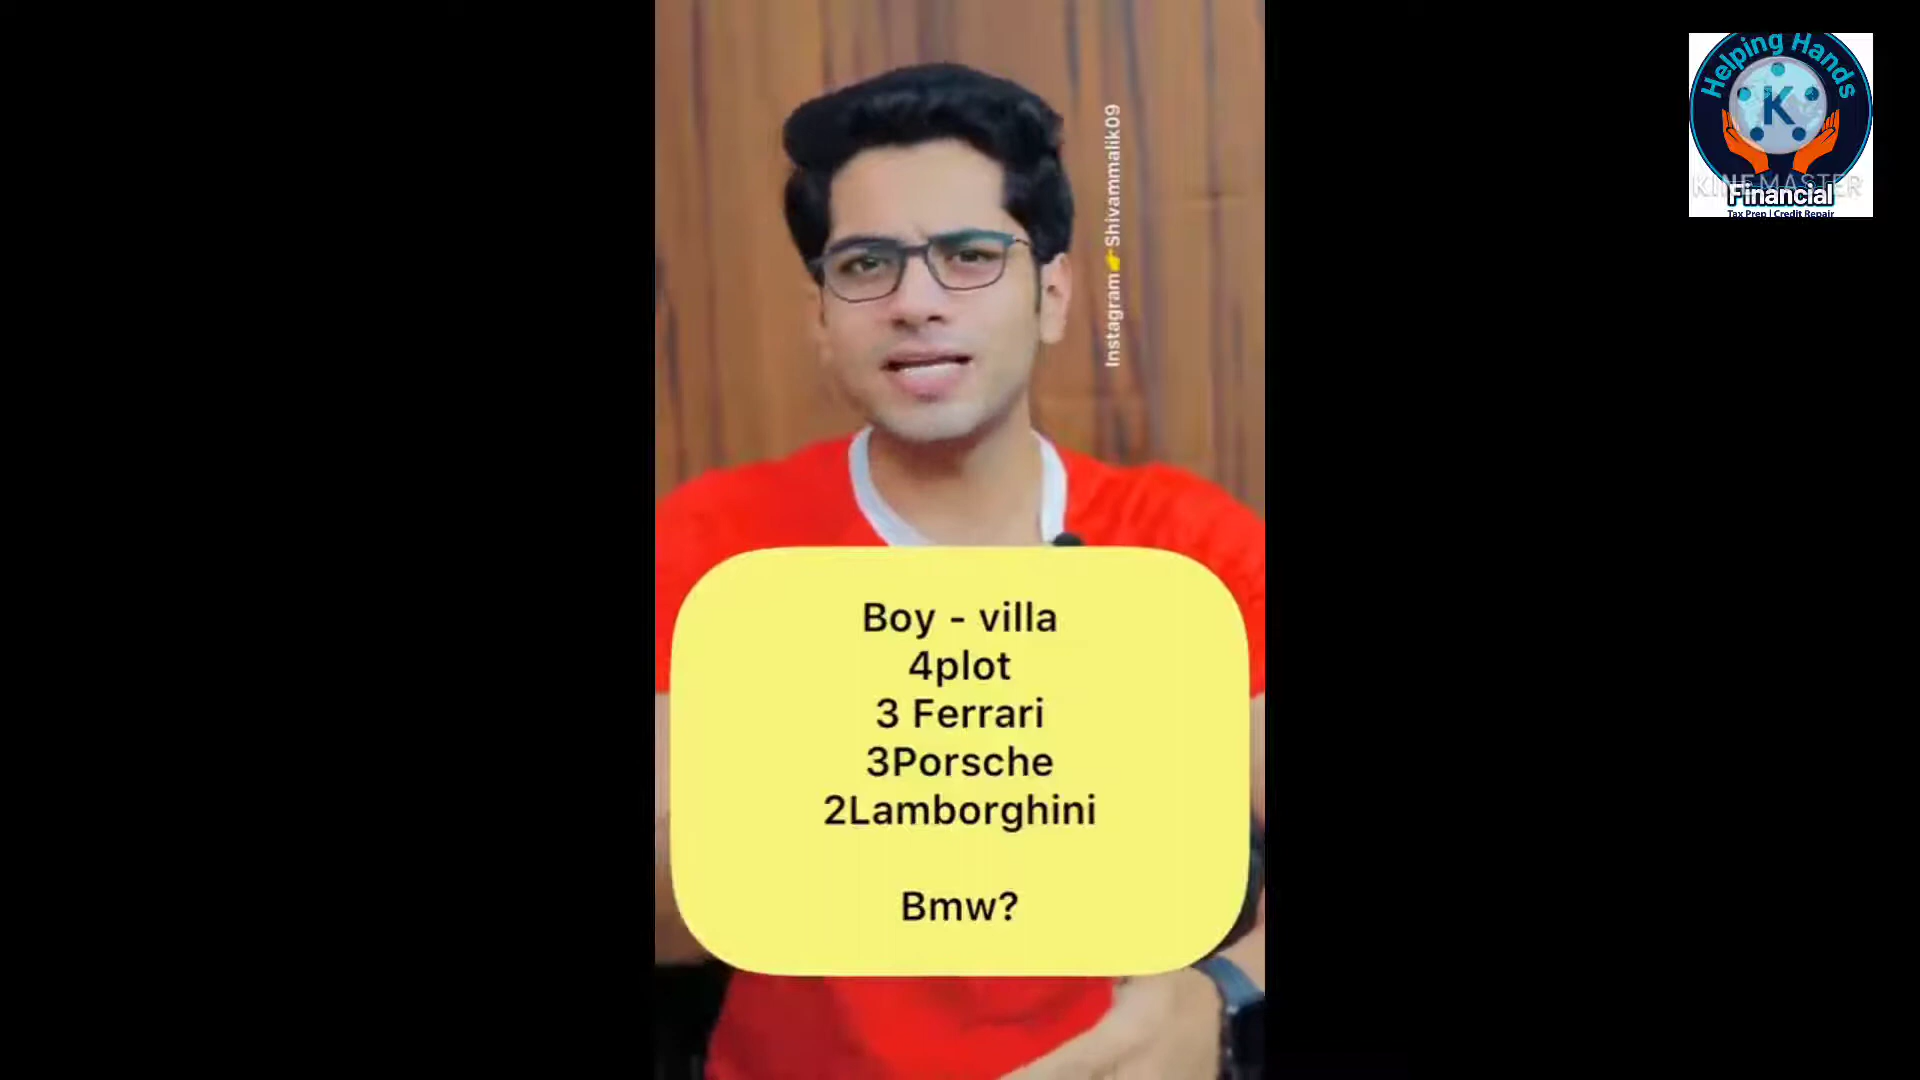 Helping Hands
K
KINEMASTER
Financial
Tax Prep | Credit Repair
Instagram👉Shivammalik09
Boy - villa
4plot
3 Ferrari
3Porsche
2Lamborghini
Bmw?